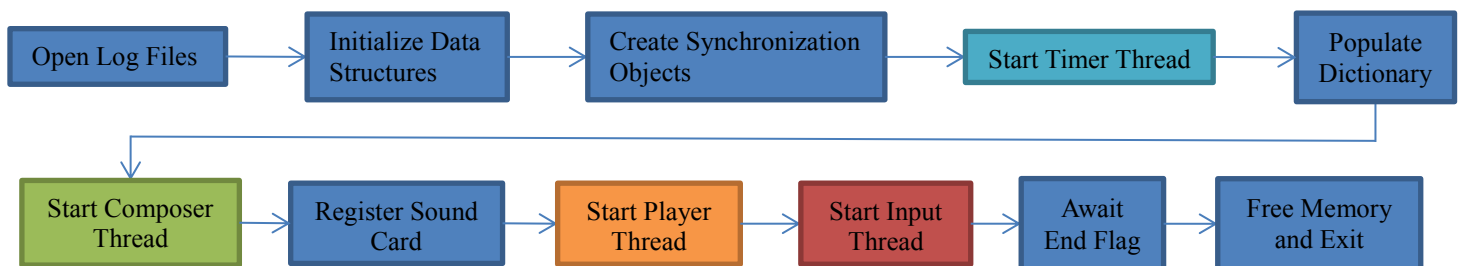 Open Log Files
Initialize Data
Structures
Create Synchronization
Objects
Start Timer Thread
Populate
Dictionary
Start Composer
Thread
Register Sound
Card
Start Player
Thread
Start Input
Thread
Await
End Flag
Free Memory
and Exit